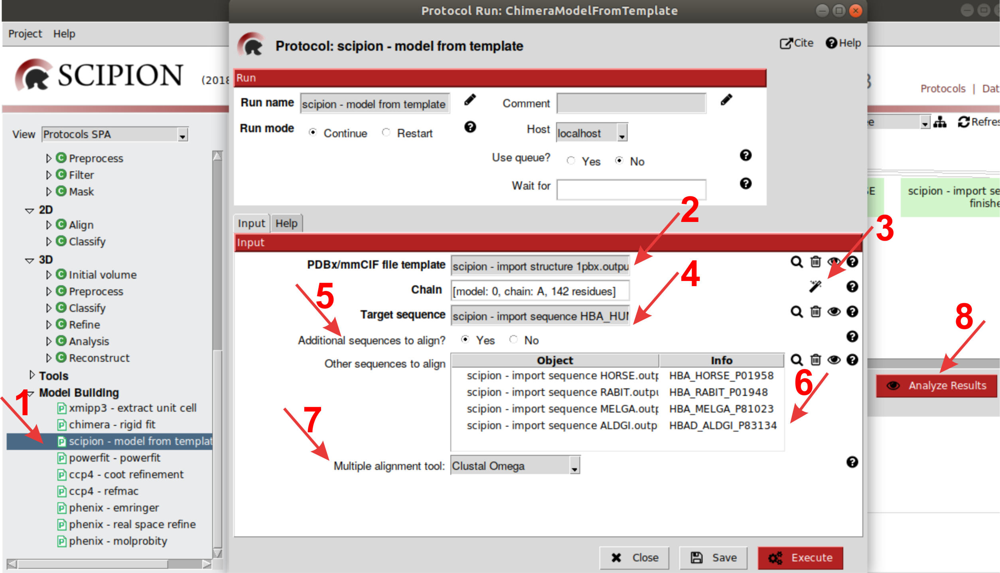 Protocol Run: ChimeraModelFromTemplate
Project Help
Protocol: scipion - model from template
Cite Help
SCIPION (2018
Protocols | Dat
Run
Run name scipion - model from template Comment
Run mode Continue Restart Host localhost
Use queue? Yes No
Wait for
View Protocols SPA
Preprocess
Filter
Mask
2D
Align
Classify
3D
Initial volume
Preprocess
Classify
Refine
Analysis
Reconstruct
Tools
Model Building
xmipp3 - extract unit cell
chimera - rigid fit
scipion - model from templat
powerfit - powerfit
ccp4 - coot refinement
ccp4 - refmac
phenix - emringer
phenix - real space refine
phenix - molprobity
Input Help
Input
PDBx/mmCIF file template scipion - import structure 1pbx.outpu
Chain [model: 0, chain: A, 142 residues]
Target sequence scipion - import sequence HBA_HU
Additional sequences to align? Yes No
Other sequences to align
Object Info
scipion - import sequence HORSE.outp HBA_HORSE_P01958
scipion - import sequence RABIT.outpu HBA_RABIT_P01948
scipion - import sequence MELGA.outp HBA_MELGA_P81023
scipion - import sequence ALDGI.outp HBAD_ALDGI_P83134
Multiple alignment tool: Clustal Omega
Close Save Execute
Refres
SE
scipion - import se
finishe
Analyze Results
1
2
3
4
5
6
7
8